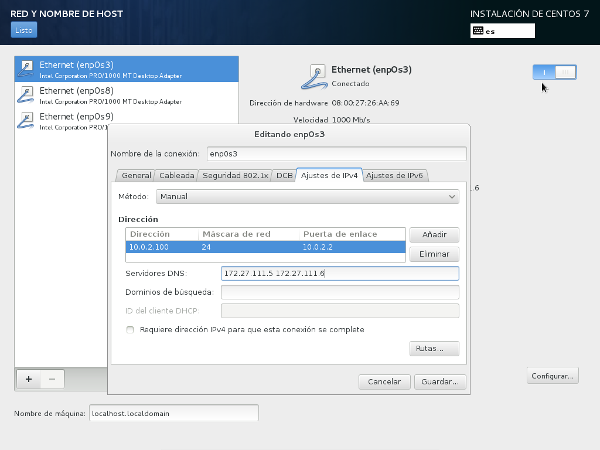 RED Y NOMBRE DE HOST
INSTALACIÓN DE CENTOS 7
Listo
es
Ethernet (enp0s3)
Intel Corporation PRO/1000 MT Desktop Adapter
Ethernet (enp0s8)
Intel Corporation PRO/1000 MT Desktop Adapter
Ethernet (enp0s9)
Intel Corporation PRO/1000 MT
Ethernet (enp0s3)
Conectado
Dirección de hardware 08:00:27:26:AA:69
Velocidad 1000 Mb/s
Editando enp0s3
Nombre de la conexión: enp0s3
General Cableada Seguridad 802.1x DCB Ajustes de IPv4 Ajustes de IPv6
Método: Manual
Dirección
Dirección Máscara de red Puerta de enlace
10.0.2.100 24 10.0.2.2
Añadir
Eliminar
Servidores DNS: 172.27.111.5 172.27.111.6
Dominios de búsqueda:
ID del cliente DHCP:
Requiere dirección IPv4 para que esta conexión se complete
Rutas...
Cancelar Guardar...
+ −
Configurar...
Nombre de máquina: localhost.localdomain